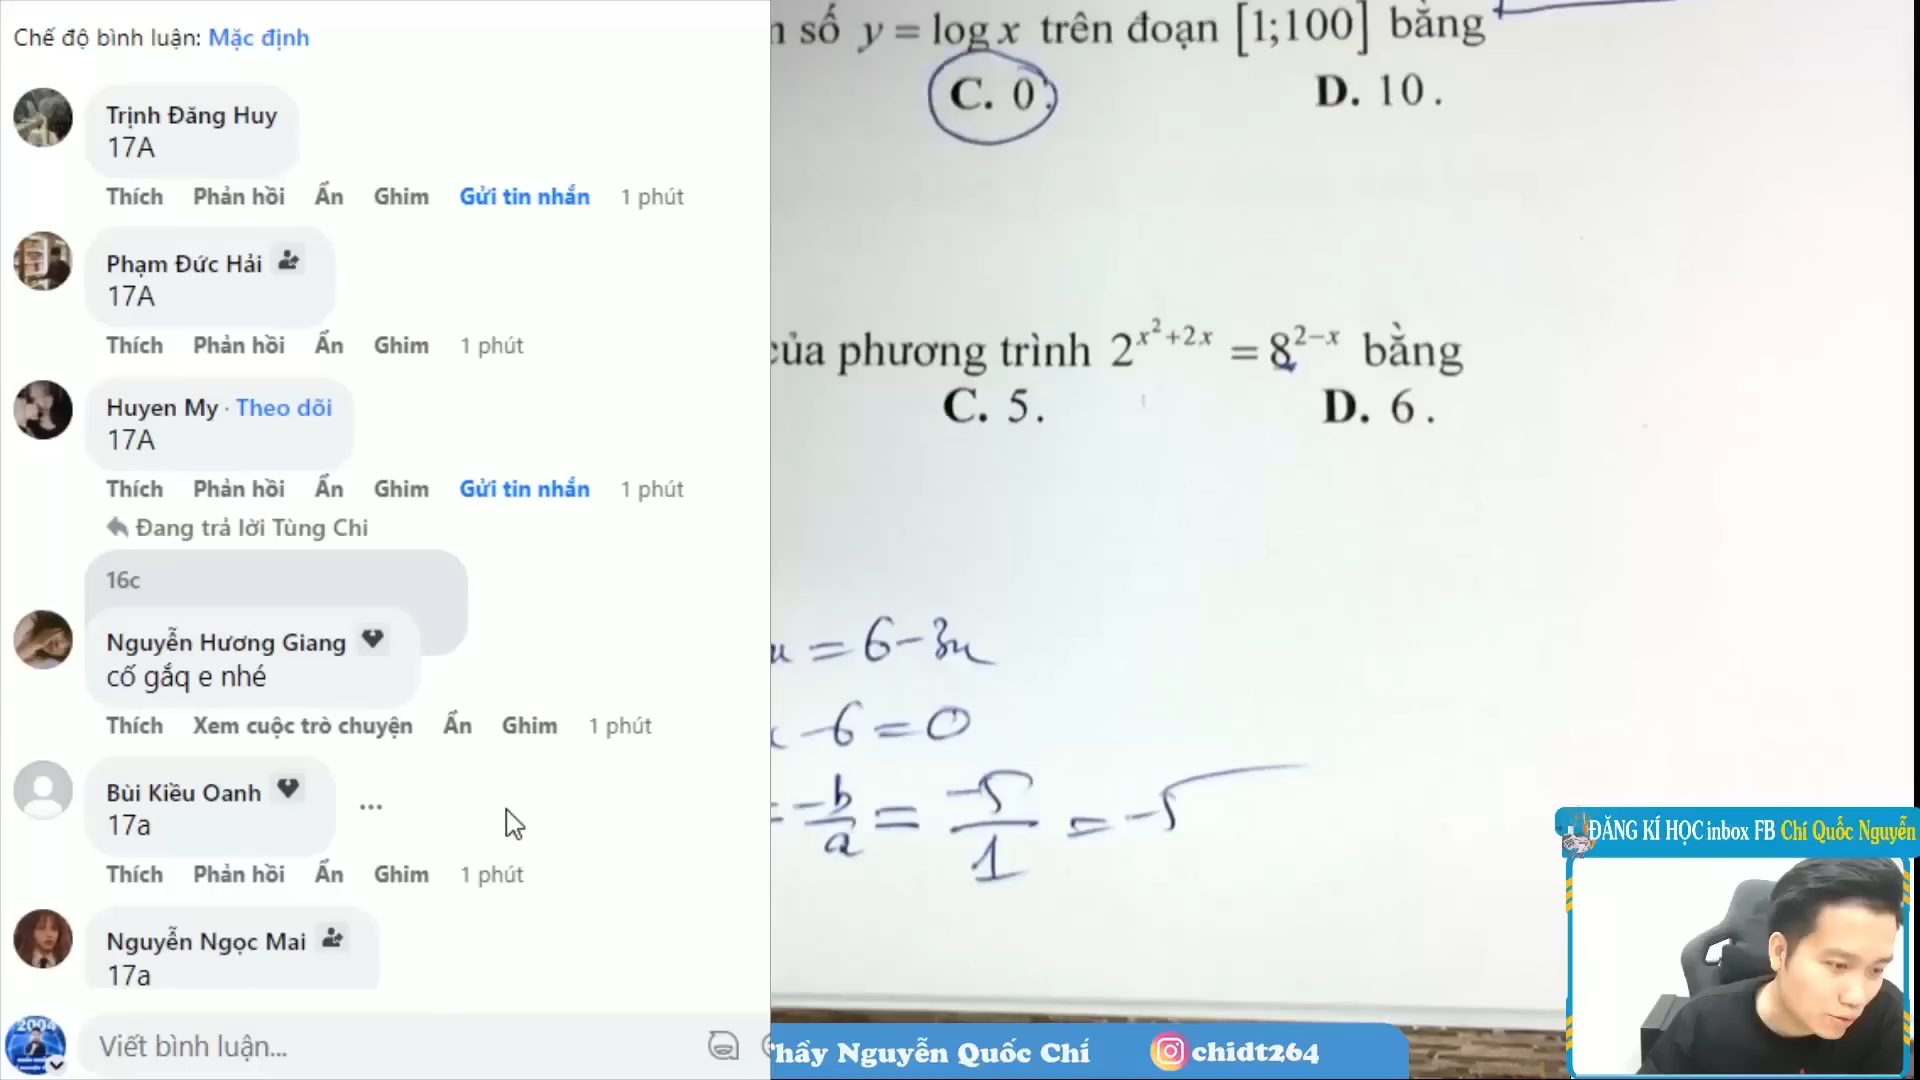 Chế độ bình luận: Mặc định
Trịnh Đăng Huy
17A
Thích Phản hồi Ẩn Ghim Gửi tin nhắn 1 phút
Phạm Đức Hải
17A
Thích Phản hồi Ẩn Ghim 1 phút
Huyen My · Theo dõi
17A
Thích Phản hồi Ẩn Ghim Gửi tin nhắn 1 phút
Đang trả lời Tùng Chi
16c
Nguyễn Hương Giang
cố gắq e nhé
Thích Xem cuộc trò chuyện Ẩn Ghim 1 phút
Bùi Kiều Oanh
17a
Thích Phản hồi Ẩn Ghim 1 phút
Nguyễn Ngọc Mai
17a
2004
Viết bình luận...
số y = log x trên đoạn [1;100] bằng
C. 0. D. 10.
của phương trình 2^{x^2+2x} = 8^{2-x} bằng
C. 5. D. 6.
= 6 - 3x
- 6 = 0
= -b/a = -5/1 = -5
ĐĂNG KÍ HỌC inbox FB Chí Quốc Nguyễn
Thầy Nguyễn Quốc Chí chidt264